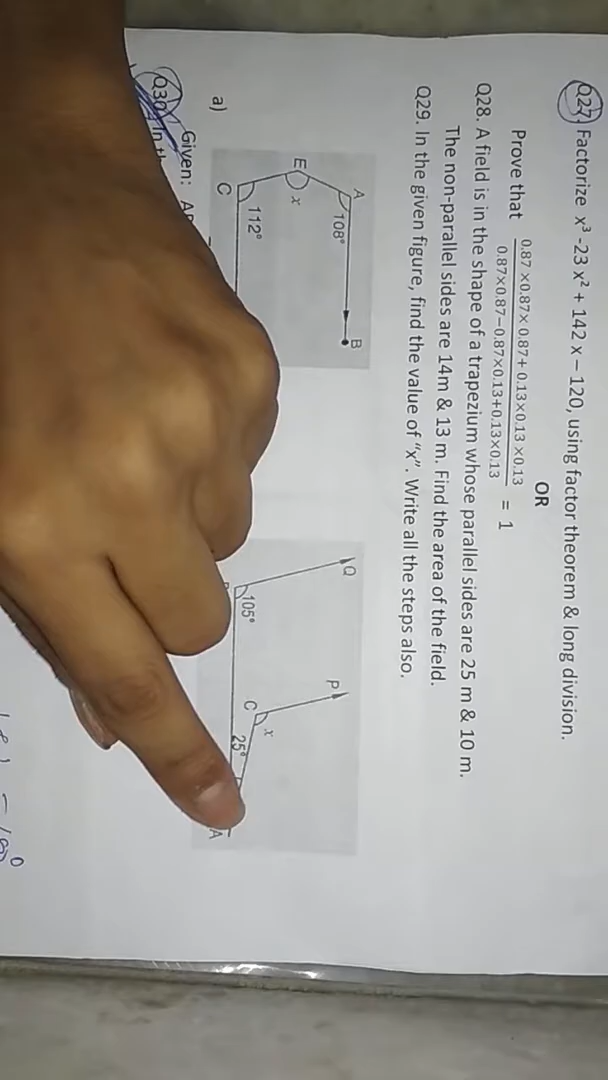 Q27. Factorize x³ -23 x² + 142 x – 120, using factor theorem & long division.
OR
Prove that 0.87 ×0.87× 0.87+ 0.13×0.13 ×0.13 / 0.87×0.87−0.87×0.13+0.13×0.13 = 1
Q28. A field is in the shape of a trapezium whose parallel sides are 25 m & 10 m.
The non-parallel sides are 14m & 13 m. Find the area of the field.
Q29. In the given figure, find the value of "x". Write all the steps also.
a)
A
B
108°
E
x
112°
C
Q
P
105°
C
x
25°
A
Given:
Q30